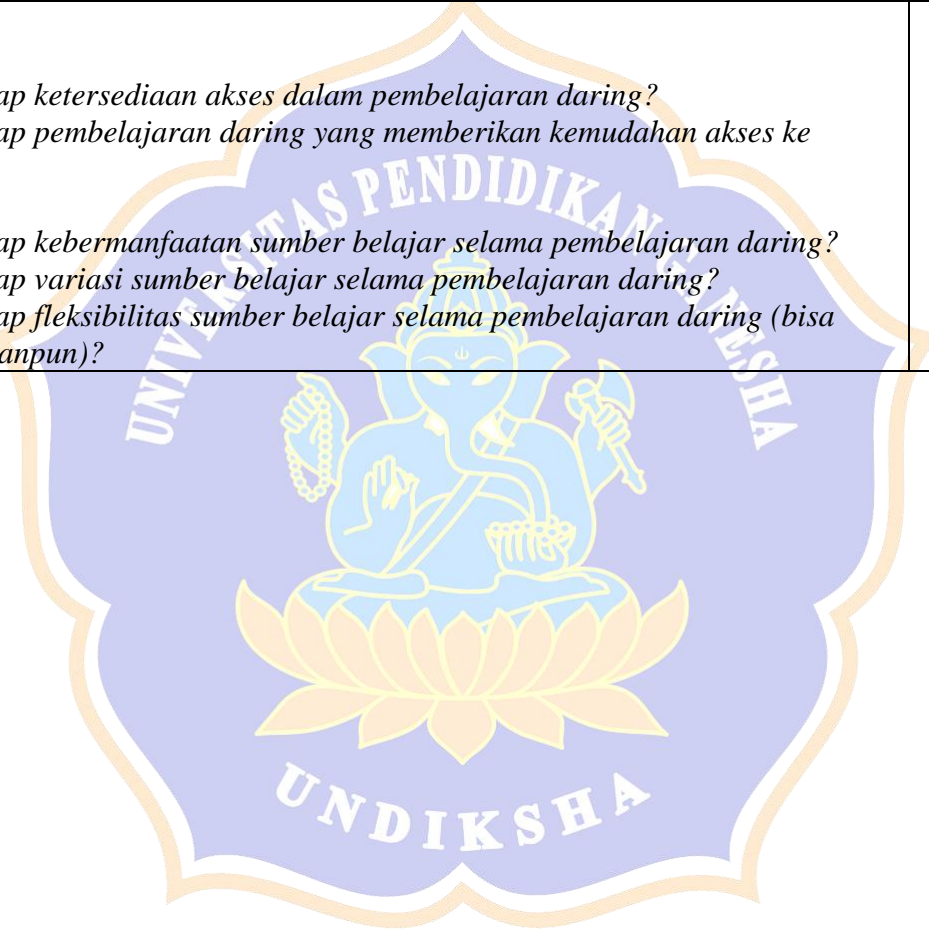 ap ketersediaan akses dalam pembelajaran daring?
ap pembelajaran daring yang memberikan kemudahan akses ke
ap kebermanfaatan sumber belajar selama pembelajaran daring?
ap variasi sumber belajar selama pembelajaran daring?
ap fleksibilitas sumber belajar selama pembelajaran daring (bisa
anpun)?
UNIVERSITAS PENDIDIKAN GANESHA
UNDIKSHA